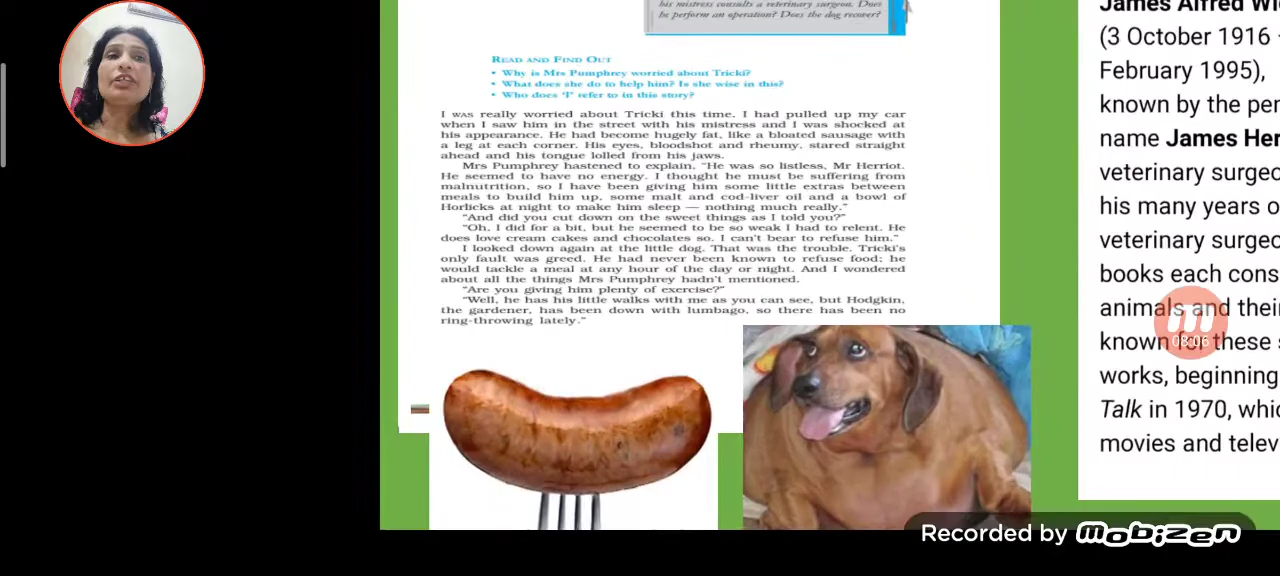 his mistress consults a veterinary surgeon. Does
he perform an operation? Does the dog recover?
READ AND FIND OUT
• Why is Mrs Pumphrey worried about Tricki?
• What does she do to help him? Is she wise in this?
• Who does 'I' refer to in this story?
I WAS really worried about Tricki this time. I had pulled up my car
when I saw him in the street with his mistress and I was shocked at
his appearance. He had become hugely fat, like a bloated sausage with
a leg at each corner. His eyes, bloodshot and rheumy, stared straight
ahead and his tongue lolled from his jaws.
Mrs Pumphrey hastened to explain, "He was so listless, Mr Herriot.
He seemed to have no energy. I thought he must be suffering from
malnutrition, so I have been giving him some little extras between
meals to build him up, some malt and cod-liver oil and a bowl of
Horlicks at night to make him sleep — nothing much really."
"And did you cut down on the sweet things as I told you?"
"Oh, I did for a bit, but he seemed to be so weak I had to relent. He
does love cream cakes and chocolates so. I can't bear to refuse him."
I looked down again at the little dog. That was the trouble. Tricki's
only fault was greed. He had never been known to refuse food; he
would tackle a meal at any hour of the day or night. And I wondered
about all the things Mrs Pumphrey hadn't mentioned.
"Are you giving him plenty of exercise?"
"Well, he has his little walks with me as you can see, but Hodgkin,
the gardener, has been down with lumbago, so there has been no
ring-throwing lately."
James Alfred Wi
(3 October 1916 -
February 1995),
known by the per
name James Her
veterinary surgeo
his many years o
veterinary surgeo
books each cons
animals and thei
known for these s
works, beginning
Talk in 1970, whic
movies and telev
08:06
Recorded by mobizen